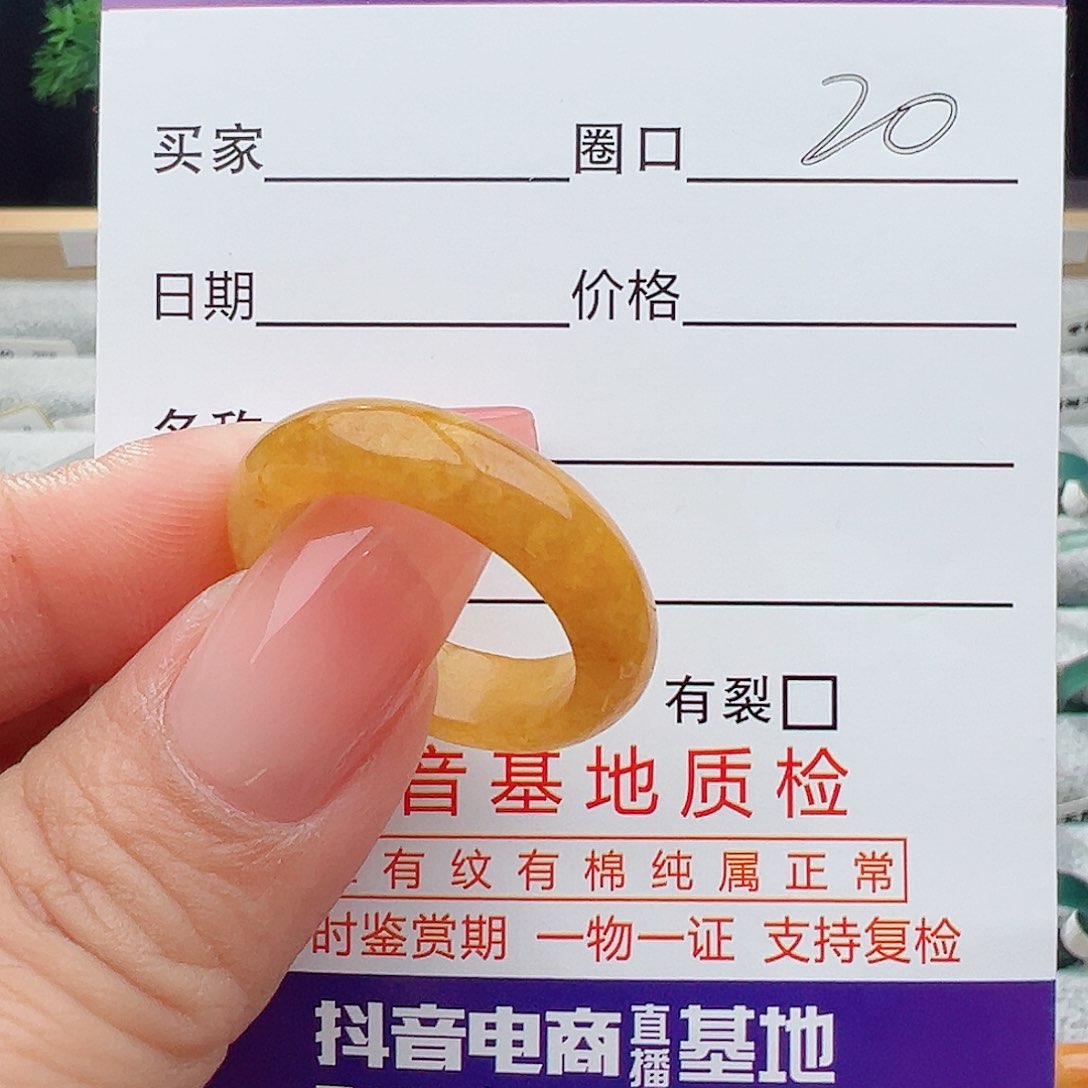 买家 圈口 20
日期 价格
名称
有裂
音基地质检
有纹有棉纯属正常
时鉴赏期 一物一证 支持复检
抖音电商直播基地